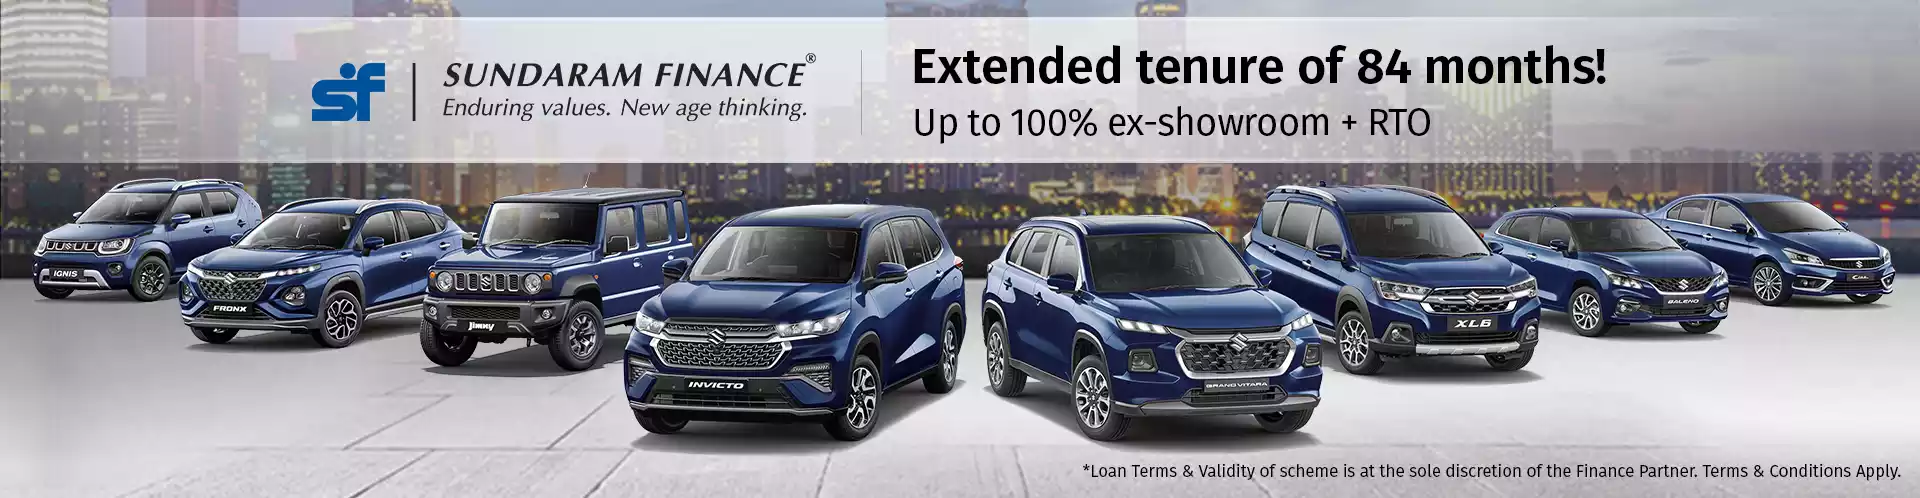 sf
SUNDARAM FINANCE®
Enduring values. New age thinking.
Extended tenure of 84 months!
Up to 100% ex-showroom + RTO
IGNIS
FRONX
Jimny
INVICTO
GRAND VITARA
XL6
BALENO
Ciaz
*Loan Terms & Validity of scheme is at the sole discretion of the Finance Partner. Terms & Conditions Apply.